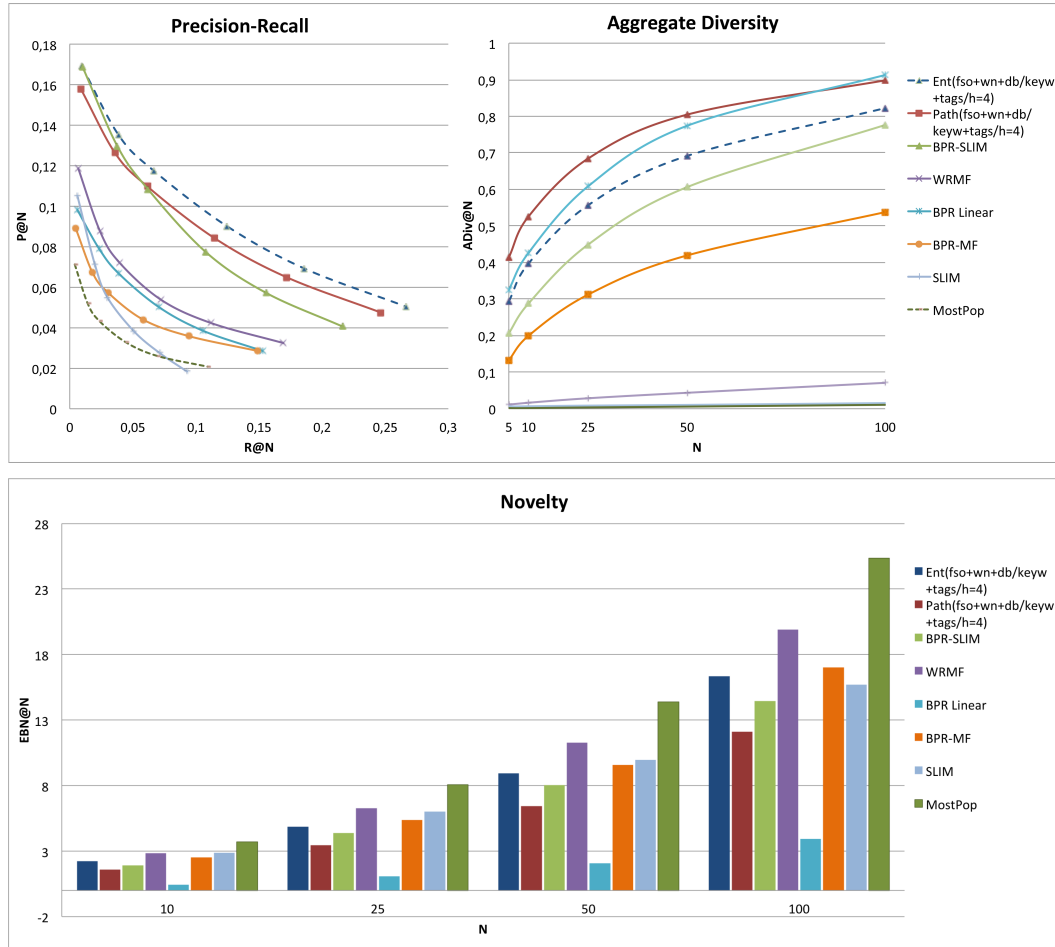 Precision-Recall
0,18
0,16
0,14
0,12
0,1
0,08
0,06
0,04
0,02
0
P@N
0
0,05
0,1
0,15
0,2
0,25
0,3
R@N
Aggregate Diversity
1
0,9
0,8
0,7
0,6
0,5
0,4
0,3
0,2
0,1
0
ADiv@N
5
10
25
50
100
N
Ent(fso+wn+db/keyw
+tags/h=4)
Path(fso+wn+db/
keyw+tags/h=4)
BPR-SLIM
WRMF
BPR Linear
BPR-MF
SLIM
MostPop
Novelty
28
23
18
13
8
3
-2
EBN@N
10
25
50
100
N
Ent(fso+wn+db/keyw
+tags/h=4)
Path(fso+wn+db/keyw
+tags/h=4)
BPR-SLIM
WRMF
BPR Linear
BPR-MF
SLIM
MostPop